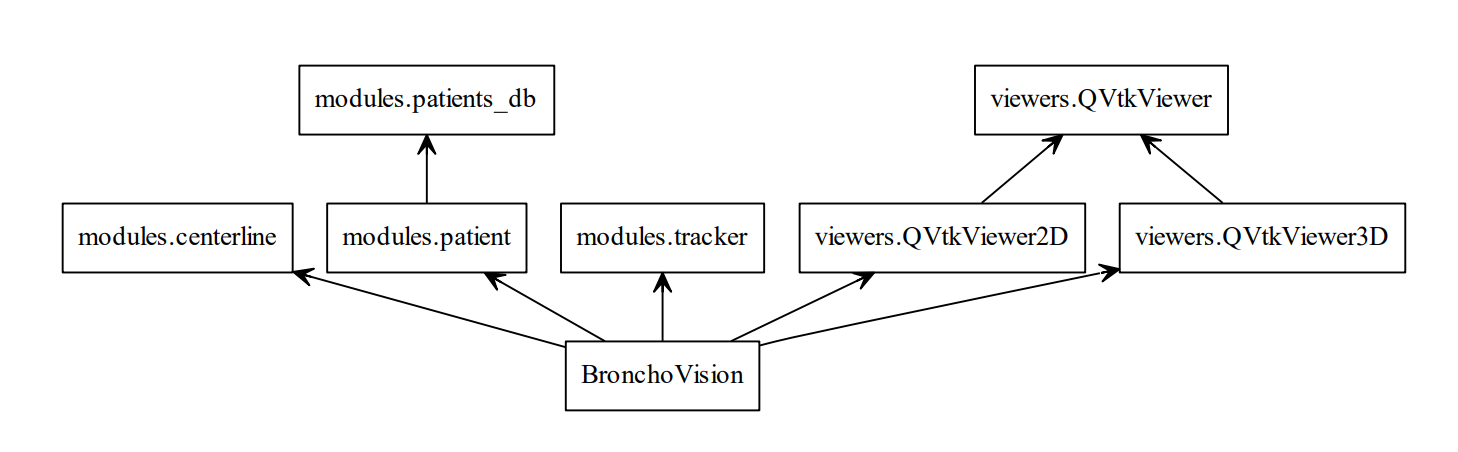 modules.patients_db
viewers.QVtkViewer
modules.centerline
modules.patient
modules.tracker
viewers.QVtkViewer2D
viewers.QVtkViewer3D
BronchoVision